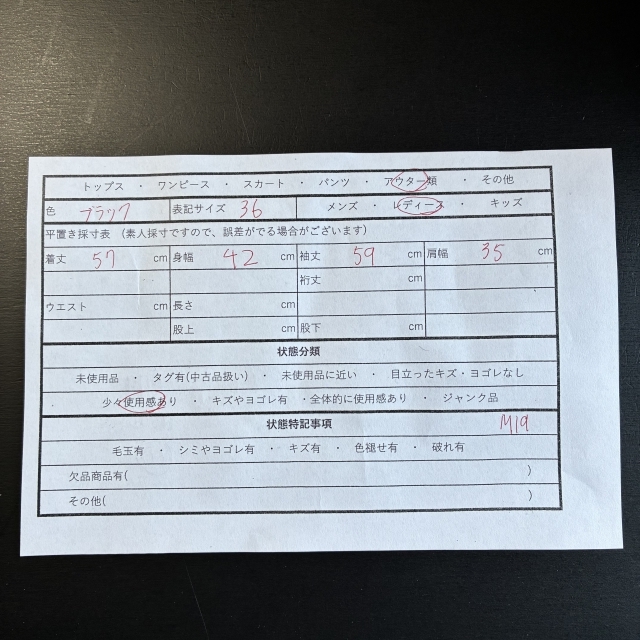 トップス ・ ワンピース ・ スカート ・ パンツ ・ アウター類 ・ その他
色 ブラック 表記サイズ 36 メンズ ・ レディース ・ キッズ
平置き採寸表 （素人採寸ですので、誤差がでる場合がございます）
着丈 57 cm 身幅 42 cm 袖丈 59 cm 肩幅 35 cm
裄丈 cm
ウエスト cm 長さ cm
股上 cm 股下 cm
状態分類
未使用品 ・ タグ有(中古品扱い) ・ 未使用品に近い ・ 目立ったキズ・ヨゴレなし
少々使用感あり ・ キズやヨゴレ有 ・全体的に使用感あり ・ ジャンク品
状態特記事項 M19
毛玉有 ・ シミやヨゴレ有 ・ キズ有 ・ 色褪せ有 ・ 破れ有
欠品商品有( )
その他( )